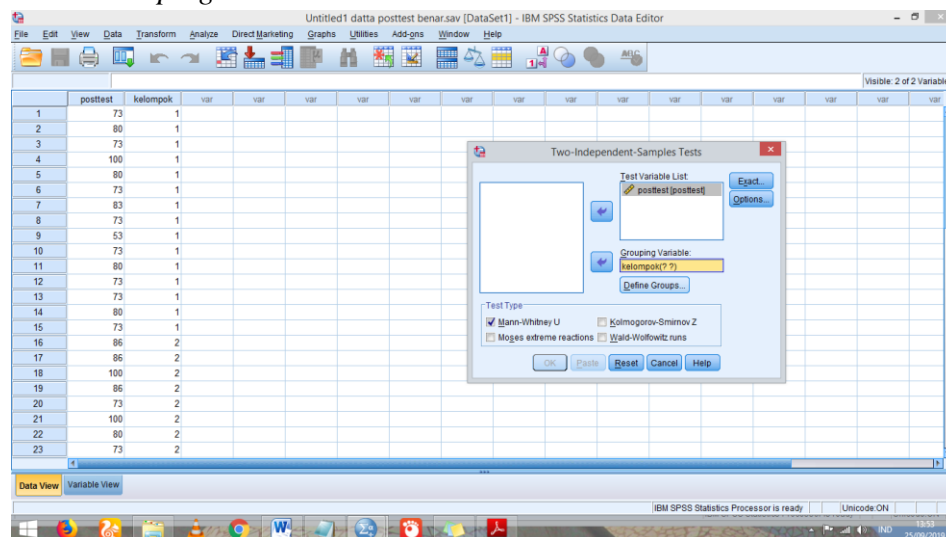 Untitled1 datta posttest benar.sav [DataSet1] - IBM SPSS Statistics Data Editor
File Edit View Data Transform Analyze Direct Marketing Graphs Utilities Add-ons Window Help
Visible: 2 of 2 Variable
posttest kelompok var var var var var var var var var var var var var var
1 73 1
2 80 1
3 73 1
4 100 1
5 80 1
6 73 1
7 83 1
8 73 1
9 53 1
10 73 1
11 80 1
12 73 1
13 73 1
14 80 1
15 73 1
16 86 2
17 86 2
18 100 2
19 86 2
20 73 2
21 100 2
22 80 2
23 73 2
Two-Independent-Samples Tests
Test Variable List:
posttest [posttest]
Exact...
Options...
Grouping Variable:
kelompok(? ?)
Define Groups...
Test Type
Mann-Whitney U Kolmogorov-Smirnov Z
Moses extreme reactions Wald-Wolfowitz runs
OK Paste Reset Cancel Help
Data View Variable View
IBM SPSS Statistics Processor is ready Unicode:ON
IND
13:53